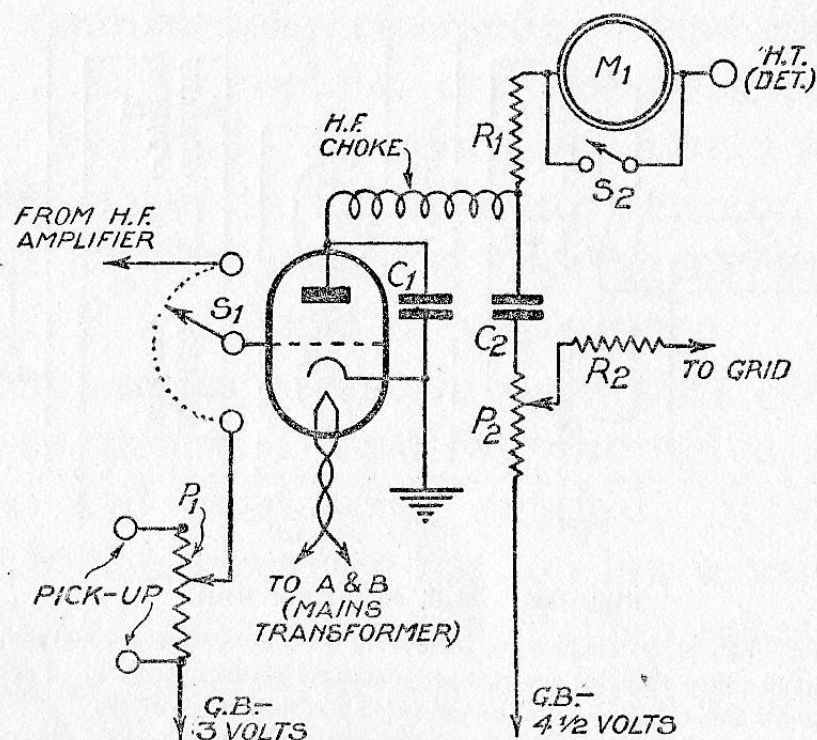 M1
H.T.
(DET.)
H.F.
CHOKE
R1
S2
FROM H.F.
AMPLIFIER
S1
C1
C2
R2
TO GRID
P2
P1
PICK-UP
TO A & B
(MAINS
TRANSFORMER)
G.B.-
3 VOLTS
G.B.-
4 1/2 VOLTS